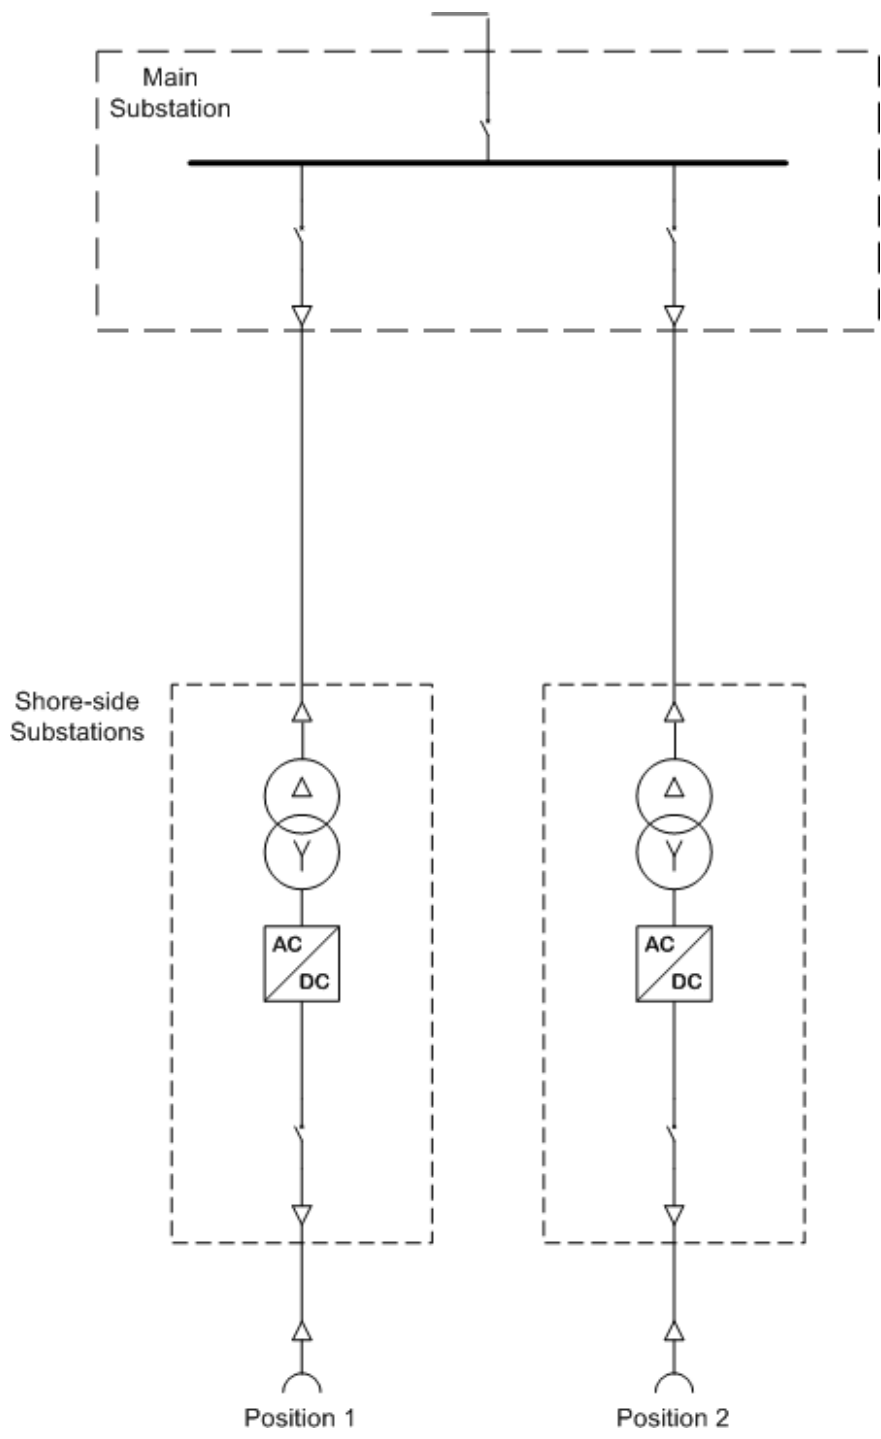 Main
Substation
Shore-side
Substations
Y
Y
AC
DC
AC
DC
Position 1
Position 2